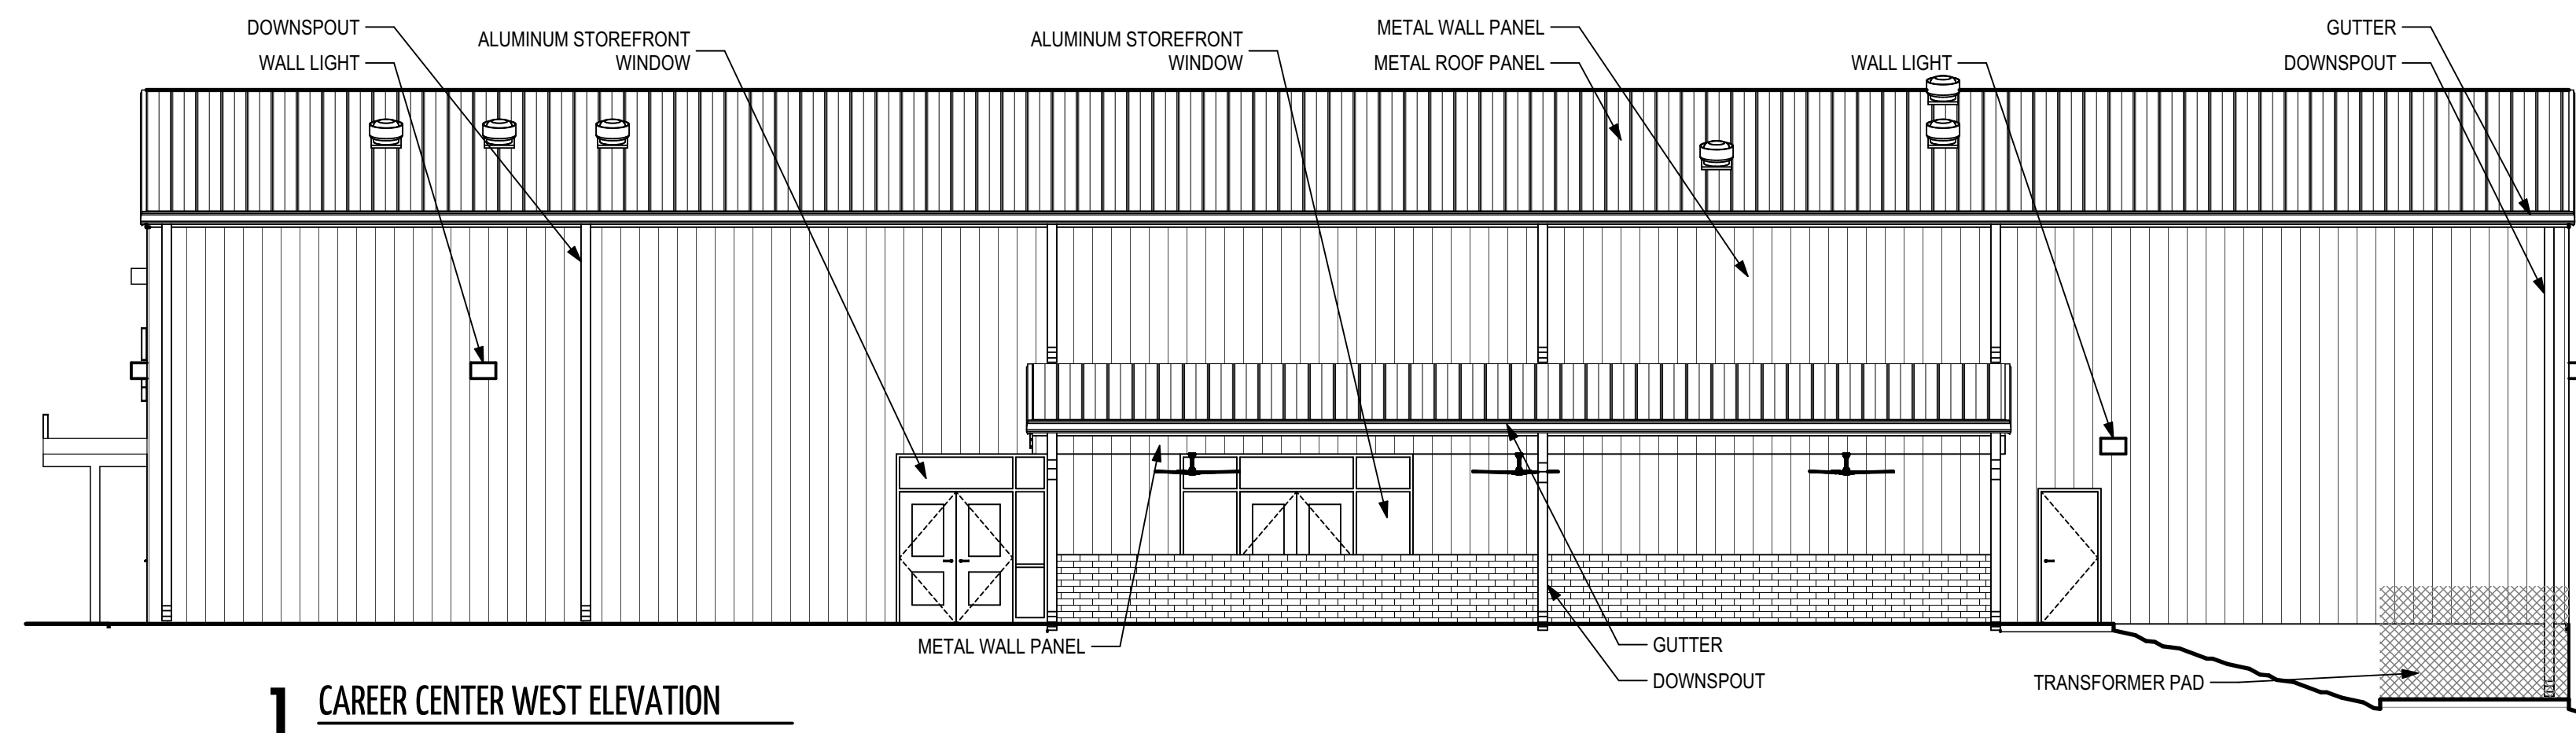 DOWNSPOUT
WALL LIGHT
ALUMINUM STOREFRONT
WINDOW
ALUMINUM STOREFRONT
WINDOW
METAL WALL PANEL
METAL ROOF PANEL
WALL LIGHT
GUTTER
DOWNSPOUT
METAL WALL PANEL
GUTTER
DOWNSPOUT
TRANSFORMER PAD
1 CAREER CENTER WEST ELEVATION